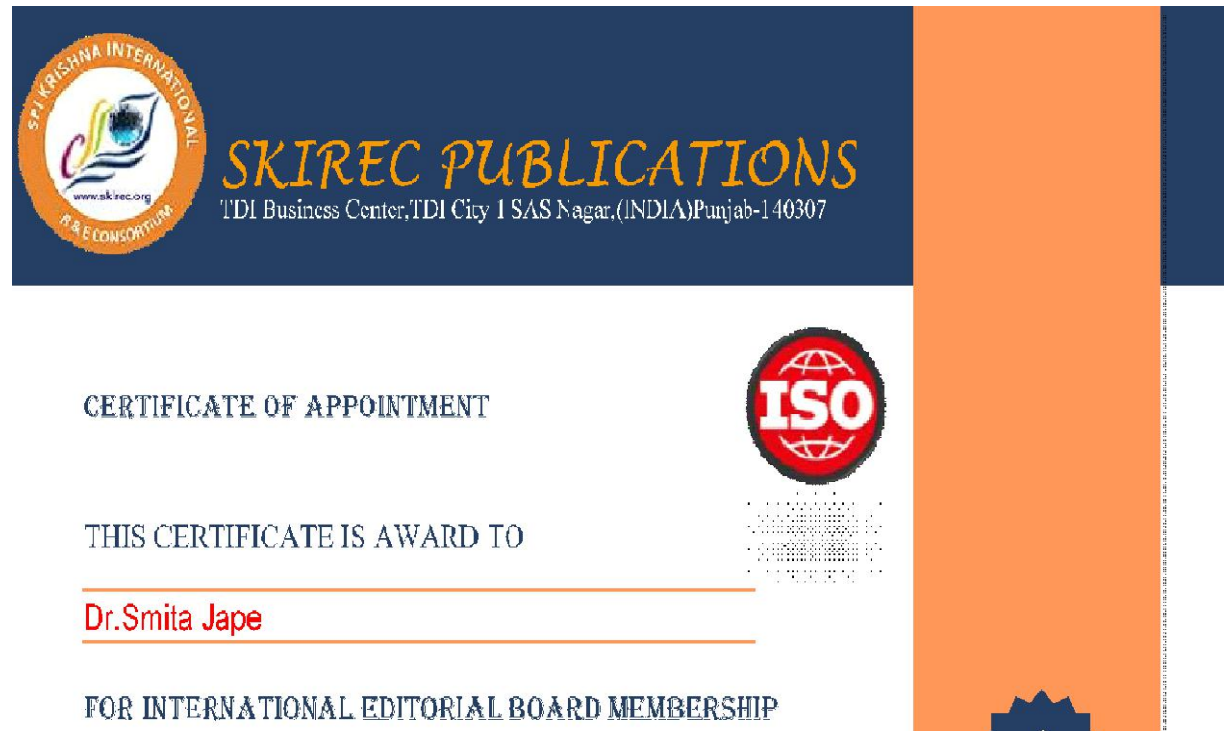 SPI KRISHNA INTERNATIONAL
www.skirec.org
R & E CONSORTIUM
SKIREC PUBLICATIONS
TDI Business Center,TDI City 1 SAS Nagar,(INDIA)Punjab-140307
CERTIFICATE OF APPOINTMENT
ISO
THIS CERTIFICATE IS AWARD TO
Dr.Smita Jape
FOR INTERNATIONAL EDITORIAL BOARD MEMBERSHIP